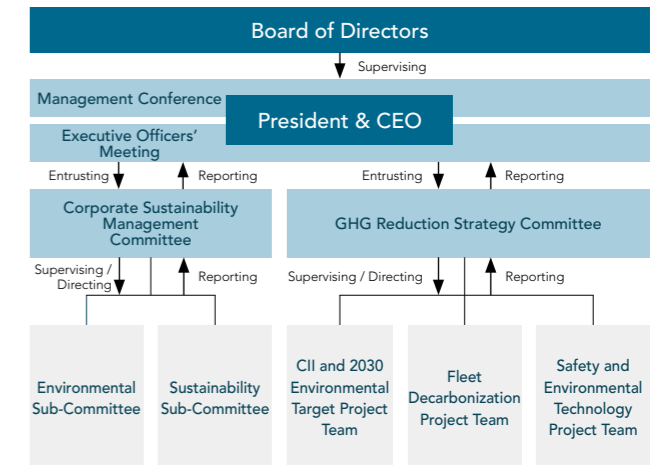 Board of Directors
Supervising
Management Conference
President & CEO
Executive Officers'
Meeting
Entrusting
Reporting
Entrusting
Reporting
Corporate Sustainability
Management
Committee
GHG Reduction Strategy Committee
Supervising /
Directing
Reporting
Supervising / Directing
Reporting
Environmental
Sub-Committee
Sustainability
Sub-Committee
CII and 2030
Environmental
Target Project
Team
Fleet
Decarbonization
Project Team
Safety and
Environmental
Technology
Project Team